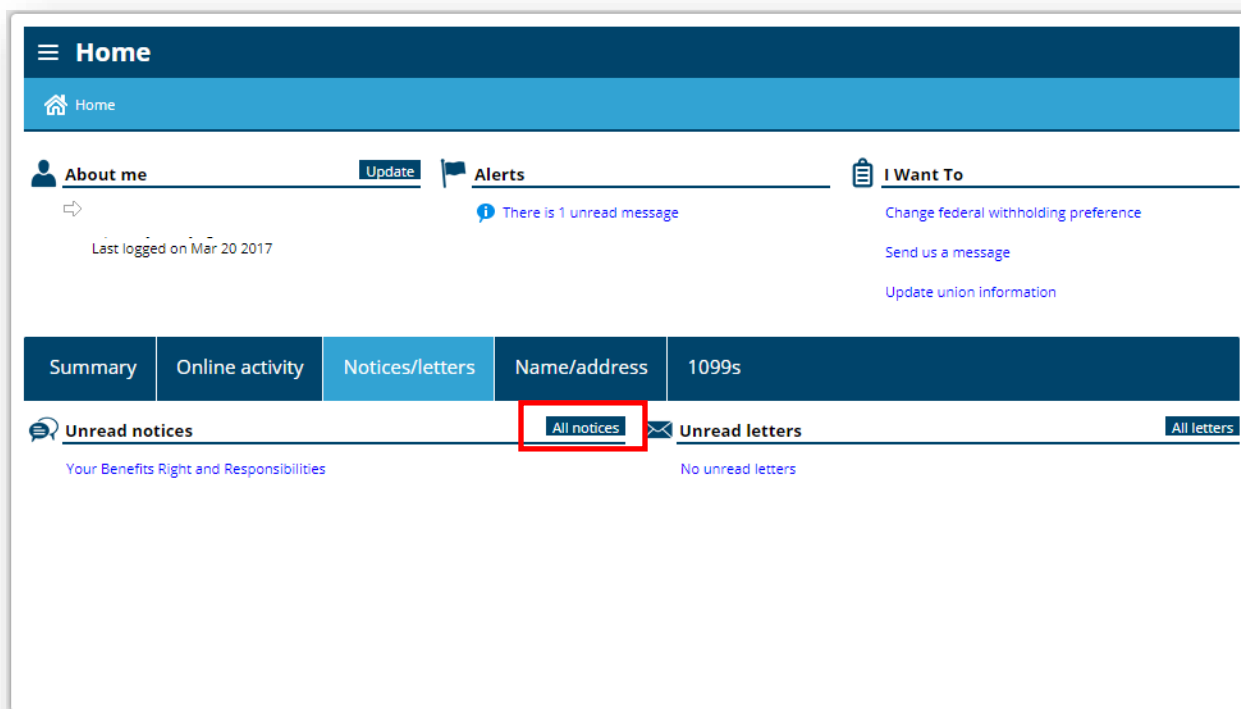 Home
Home
About me
Update
Last logged on Mar 20 2017
Alerts
There is 1 unread message
I Want To
Change federal withholding preference
Send us a message
Update union information
Summary Online activity Notices/letters Name/address 1099s
Unread notices
All notices
Your Benefits Right and Responsibilities
Unread letters
All letters
No unread letters